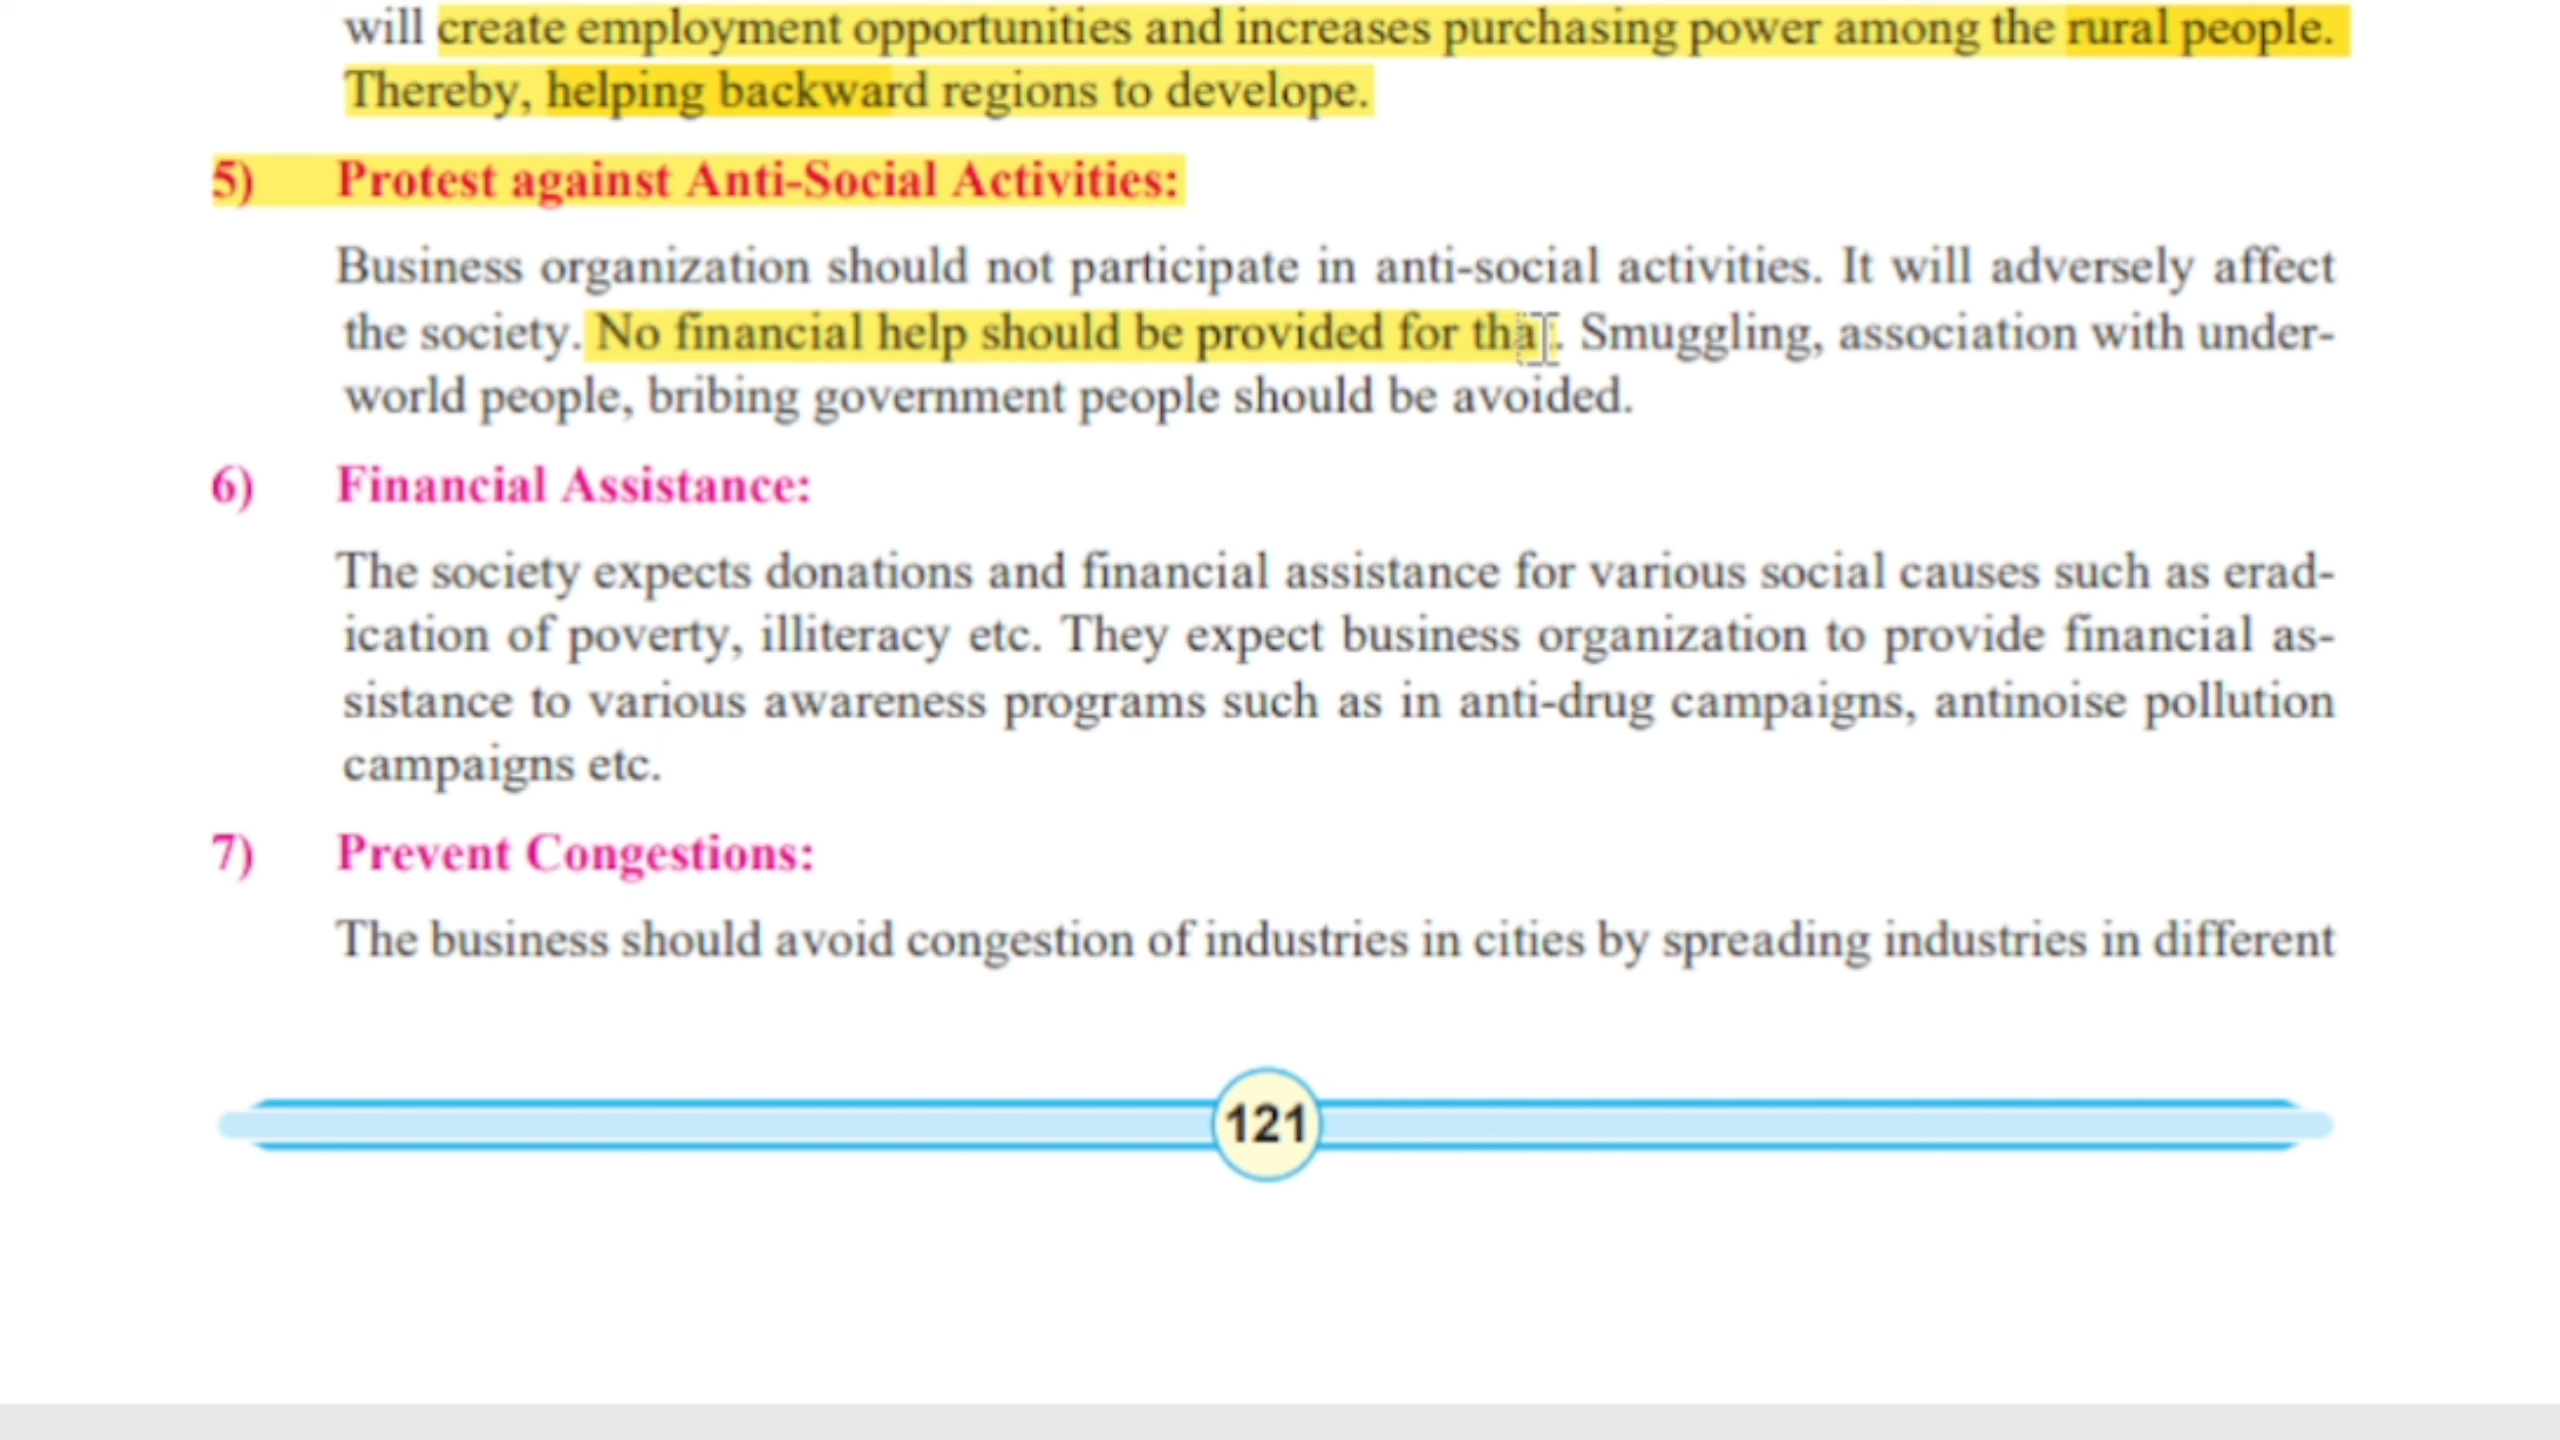 will create employment opportunities and increases purchasing power among the rural people.
Thereby, helping backward regions to develope.
5) Protest against Anti-Social Activities:
Business organization should not participate in anti-social activities. It will adversely affect
the society. No financial help should be provided for that. Smuggling, association with under-
world people, bribing government people should be avoided.
6) Financial Assistance:
The society expects donations and financial assistance for various social causes such as erad-
ication of poverty, illiteracy etc. They expect business organization to provide financial as-
sistance to various awareness programs such as in anti-drug campaigns, antinoise pollution
campaigns etc.
7) Prevent Congestions:
The business should avoid congestion of industries in cities by spreading industries in different
121